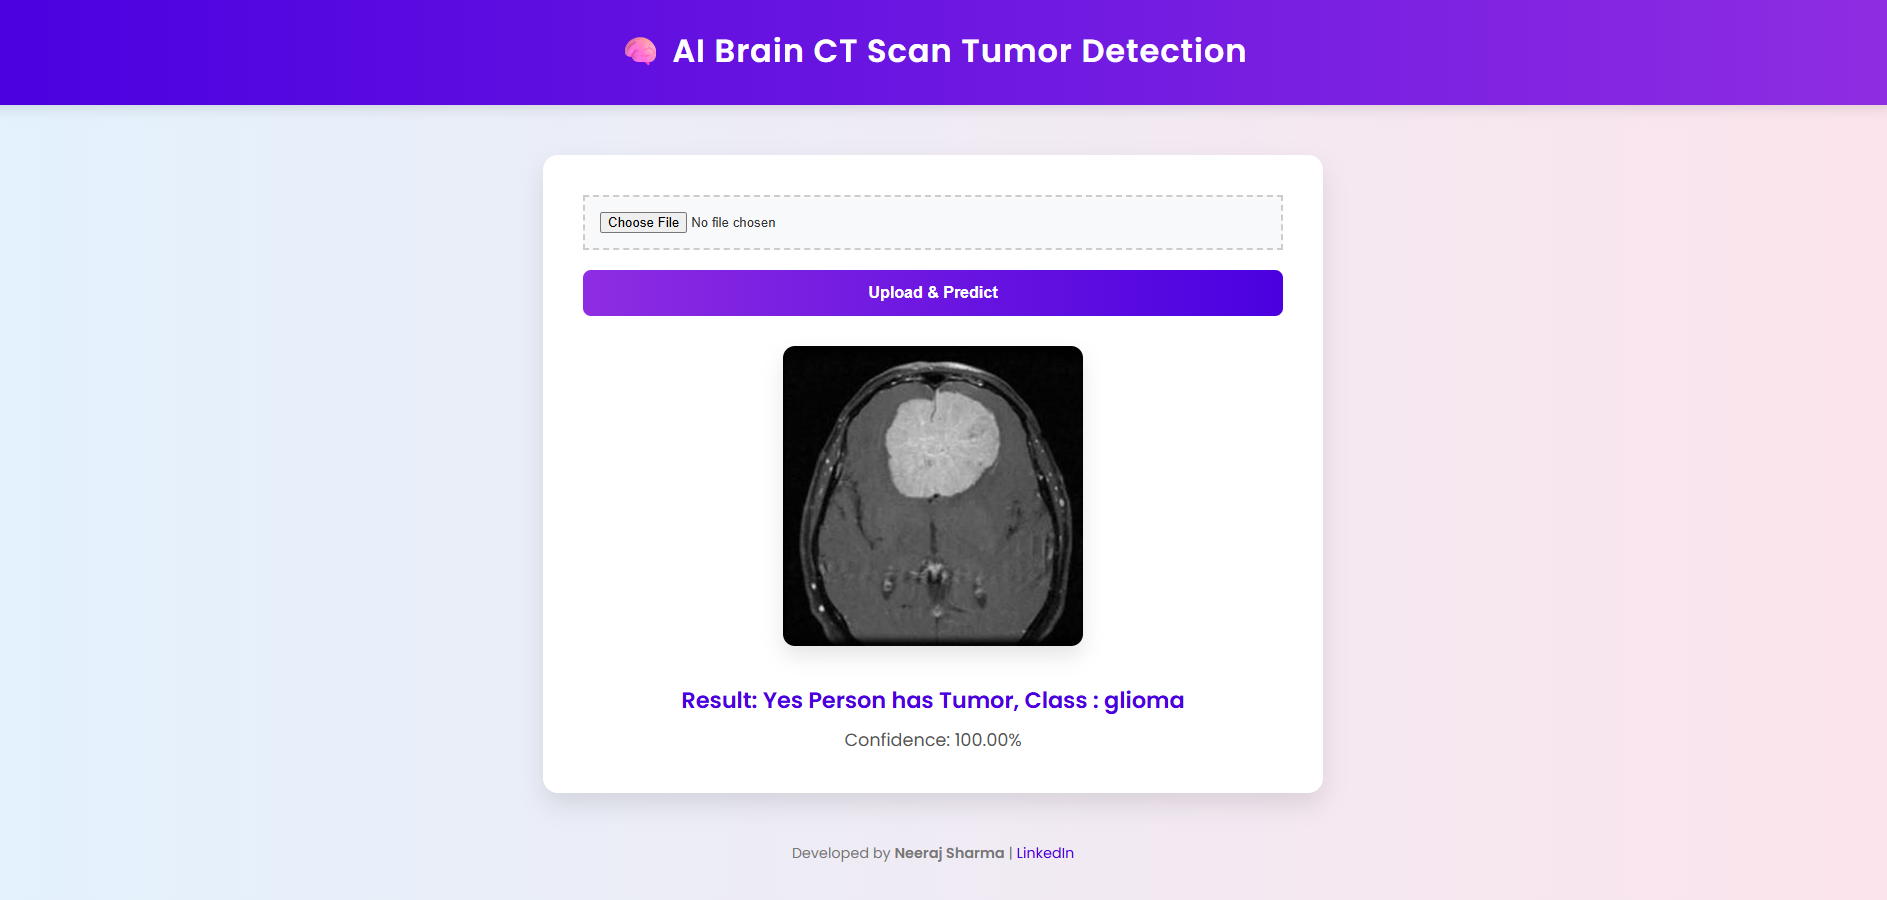 🧠 AI Brain CT Scan Tumor Detection
Choose File No file chosen
Upload & Predict
Result: Yes Person has Tumor, Class : glioma
Confidence: 100.00%
Developed by Neeraj Sharma | LinkedIn